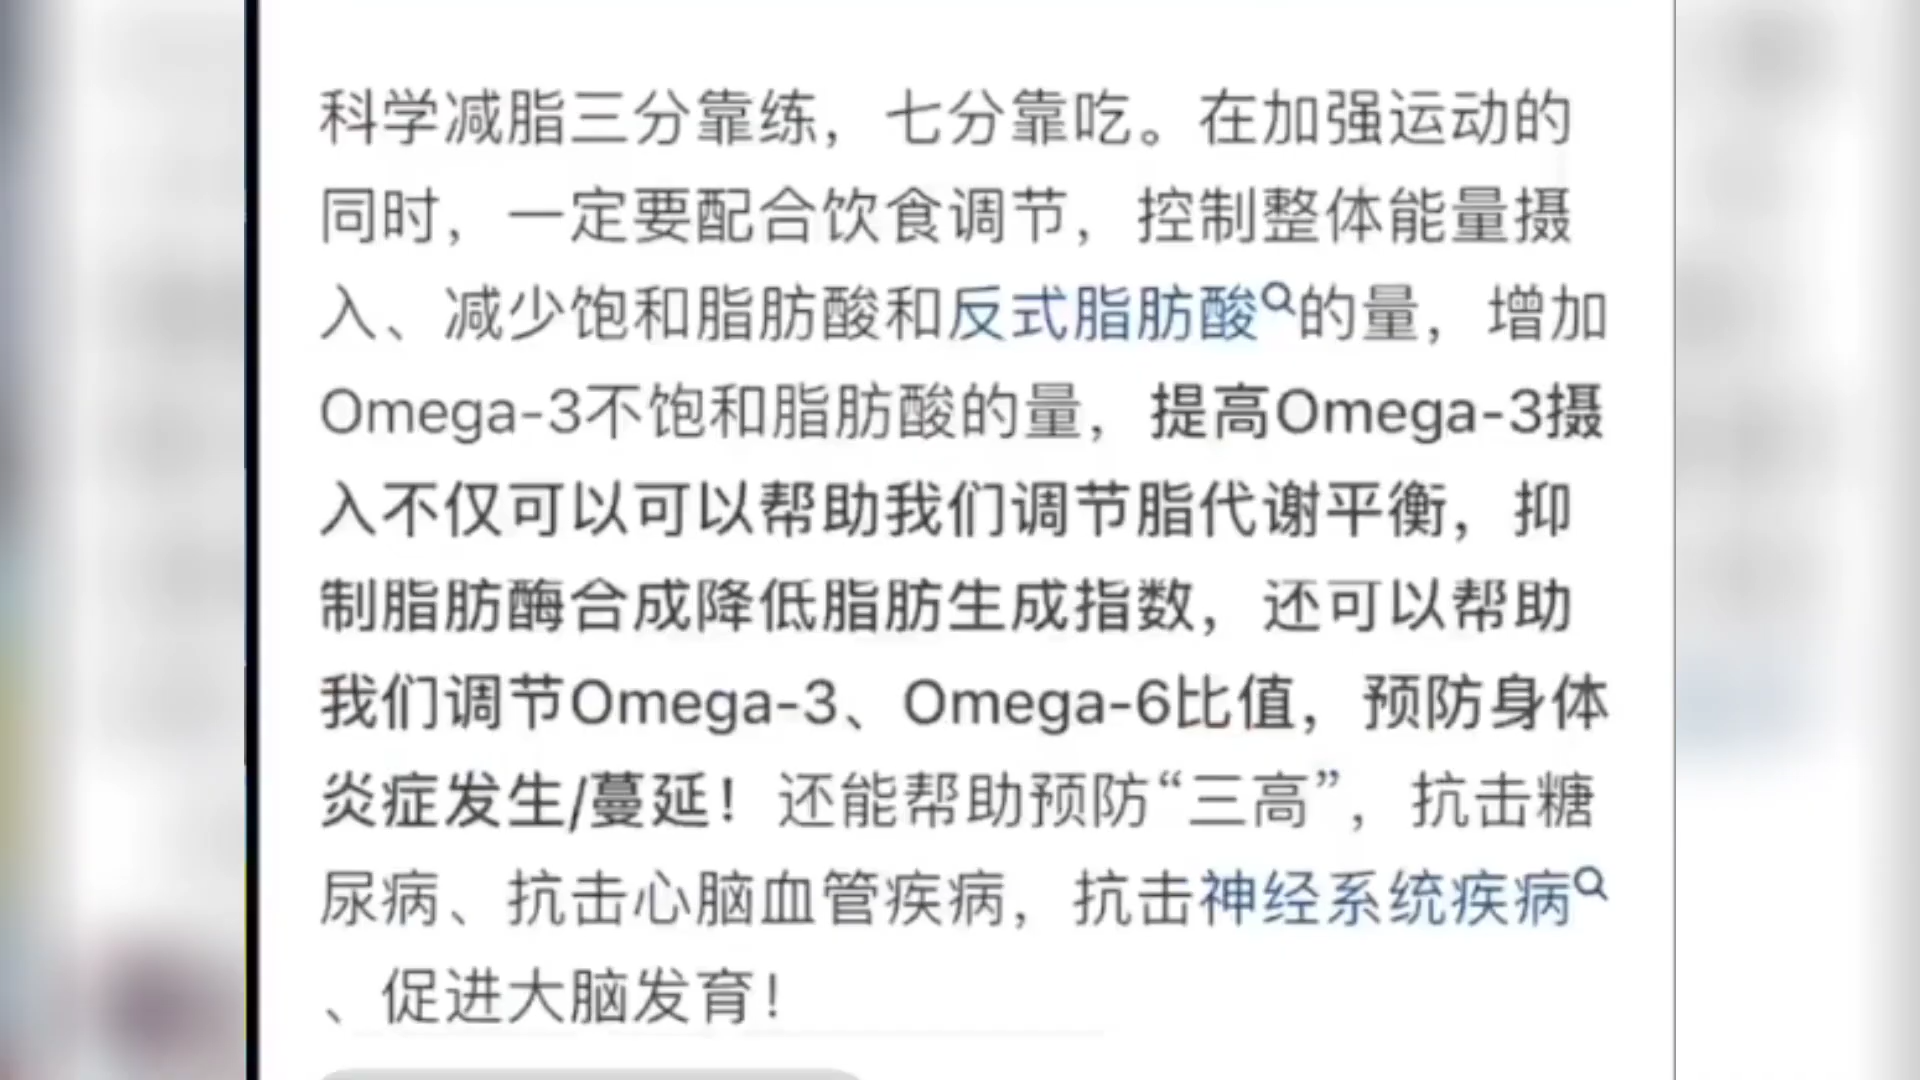 科学减脂三分靠练，七分靠吃。在加强运动的
同时，一定要配合饮食调节，控制整体能量摄
入、减少饱和脂肪酸和反式脂肪酸的量，增加
Omega-3不饱和脂肪酸的量，提高Omega-3摄
入不仅可以可以帮助我们调节脂代谢平衡，抑
制脂肪酶合成降低脂肪生成指数，还可以帮助
我们调节Omega-3、Omega-6比值，预防身体
炎症发生/蔓延！还能帮助预防“三高”，抗击糖
尿病、抗击心脑血管疾病，抗击神经系统疾病
、促进大脑发育！